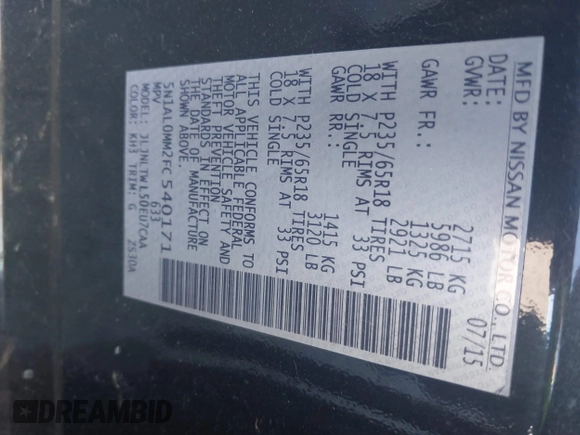 MFD BY NISSAN MOTOR CO., LTD.
DATE: 07/15
GVWR: 2715 KG
5986 LB
GAWR FR: 1325 KG
2921 LB
WITH P235/65R18 TIRES
18 X 7.5 RIMS AT 33 PSI
COLD SINGLE
GAWR RR: 1415 KG
3120 LB
WITH P235/65R18 TIRES
18 X 7.5 RIMS AT 33 PSI
COLD SINGLE
THIS VEHICLE CONFORMS TO
ALL APPLICABLE FEDERAL
MOTOR VEHICLE SAFETY AND
THEFT PREVENTION
STANDARDS IN EFFECT ON
THE DATE OF MANUFACTURE
SHOWN ABOVE.
5N1AL0MM2FC540171
MPV 633
MODEL: JLJNLTWL50EU7CAA
COLOR: KH3 TRIM: G ZS30A
DREAMBID